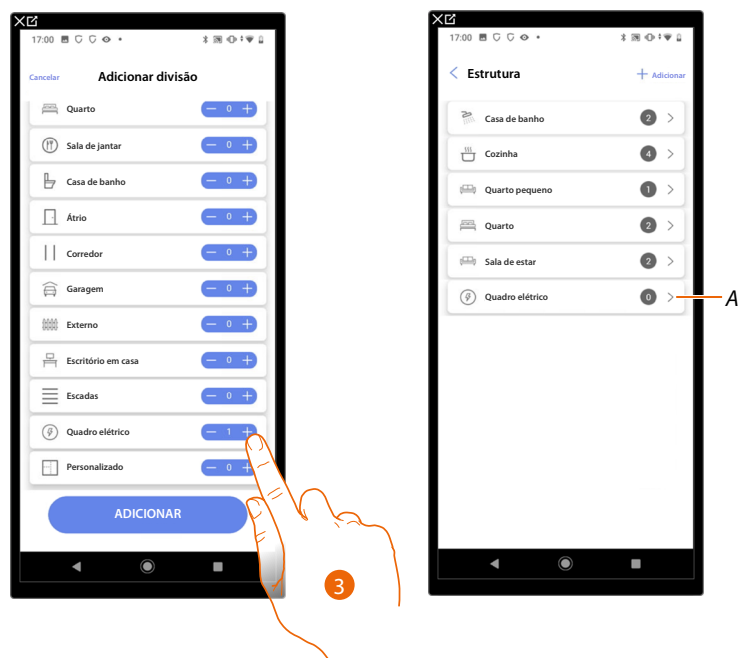 17:00
Cancelar Adicionar divisão
Quarto 0
Sala de jantar 0
Casa de banho 0
Átrio 0
Corredor 0
Garagem 0
Externo 0
Escritório em casa 0
Escadas 0
Quadro elétrico 1
Personalizado 0
ADICIONAR
3
17:00
Estrutura + Adicionar
Casa de banho 2
Cozinha 4
Quarto pequeno 1
Quarto 2
Sala de estar 2
Quadro elétrico 0
A